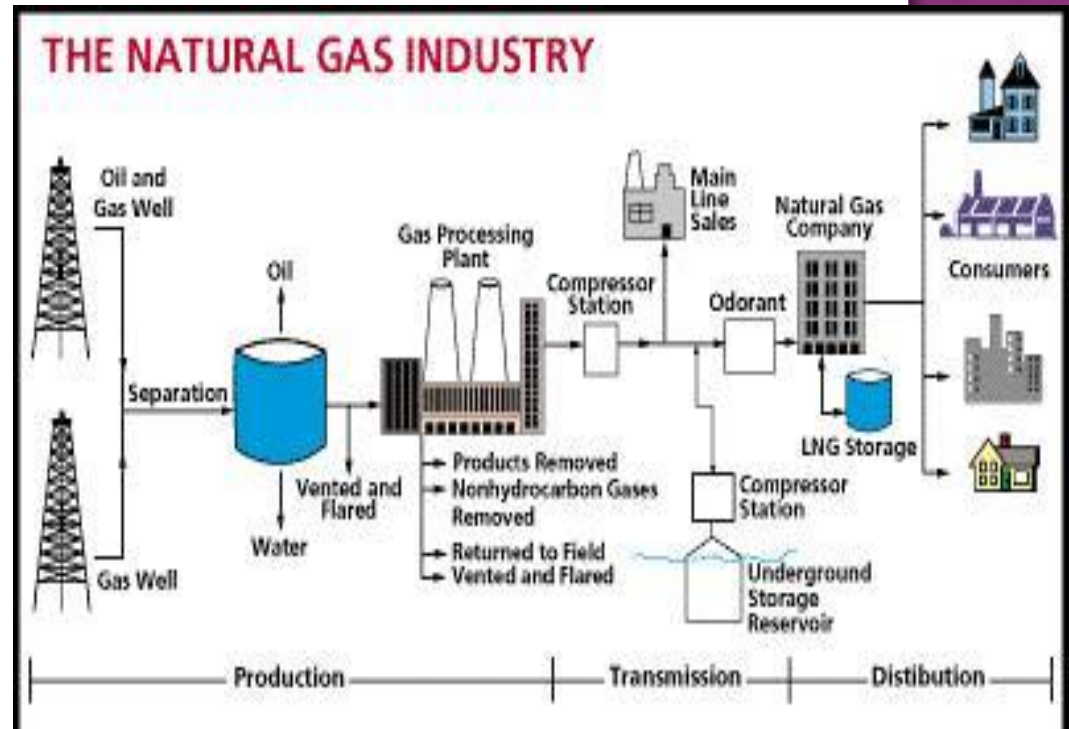 THE NATURAL GAS INDUSTRY
Oil and
Gas Well
Oil
Separation
Water
Gas Well
Vented and
Flared
Gas Processing
Plant
Products Removed
Nonhydrocarbon Gases
Removed
Returned to Field
Vented and Flared
Compressor
Station
Main
Line
Sales
Odorant
Natural Gas
Company
Consumers
LNG Storage
Compressor
Station
Underground
Storage
Reservoir
Production
Transmission
Distibution